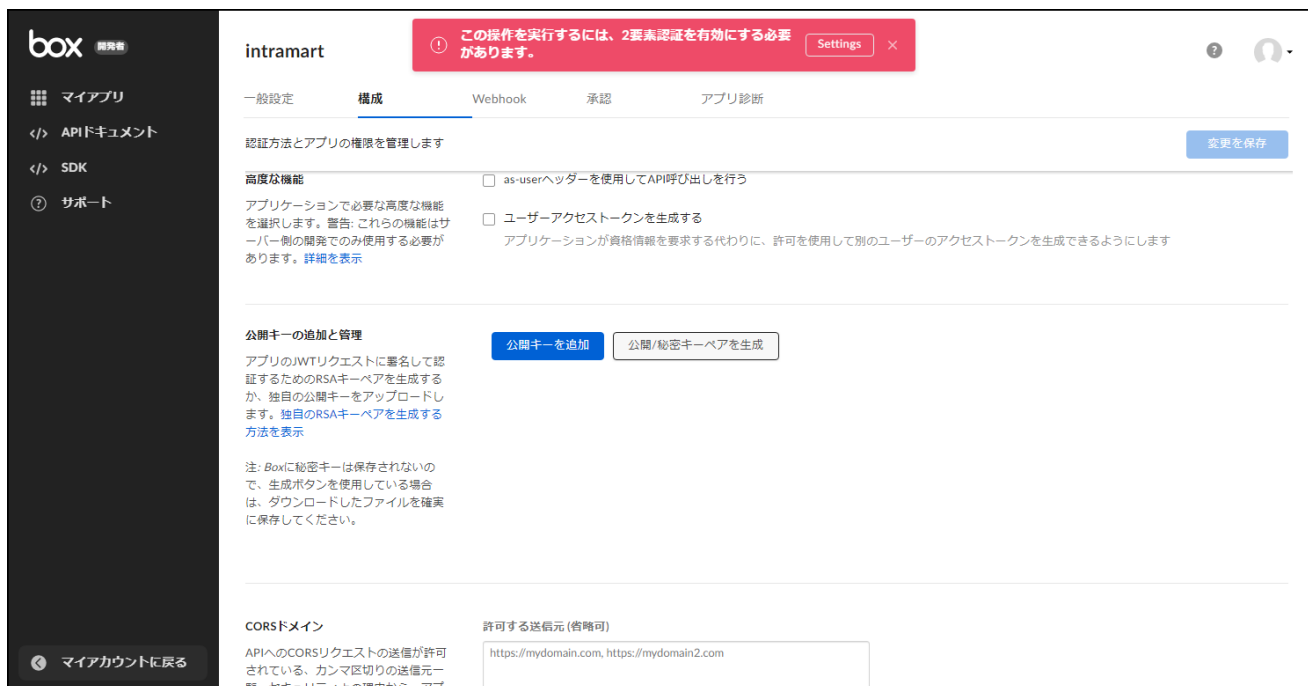 box 開発者
マイアプリ
APIドキュメント
SDK
サポート
マイアカウントに戻る
intramart
この操作を実行するには、2要素認証を有効にする必要
があります。
Settings
一般設定 構成 Webhook 承認 アプリ診断
認証方法とアプリの権限を管理します
変更を保存
高度な機能
アプリケーションで必要な高度な機能
を選択します。警告: これらの機能はサ
ーバー側の開発でのみ使用する必要が
あります。詳細を表示
as-userヘッダーを使用してAPI呼び出しを行う
ユーザーアクセストークンを生成する
アプリケーションが資格情報を要求する代わりに、許可を使用して別のユーザーのアクセストークンを生成できるようにします
公開キーの追加と管理
アプリのJWTリクエストに署名して認
証するためのRSAキーペアを生成する
か、独自の公開キーをアップロードし
ます。独自のRSAキーペアを生成する
方法を表示
注: Boxに秘密キーは保存されないの
で、生成ボタンを使用している場合
は、ダウンロードしたファイルを確実
に保存してください。
公開キーを追加
公開/秘密キーペアを生成
CORSドメイン
APIへのCORSリクエストの送信が許可
されている、カンマ区切りの送信元一
許可する送信元 (省略可)
https://mydomain.com, https://mydomain2.com